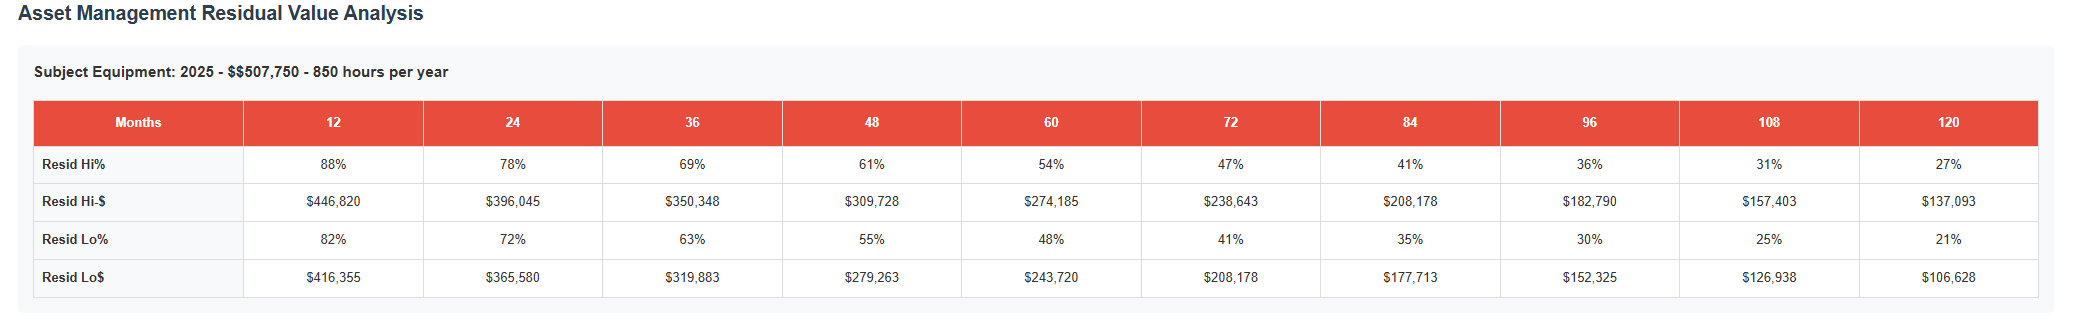 Asset Management Residual Value Analysis
Subject Equipment: 2025 - $$507,750 - 850 hours per year
Months 12 24 36 48 60 72 84 96 108 120
Resid Hi% 88% 78% 69% 61% 54% 47% 41% 36% 31% 27%
Resid Hi-$ $446,820 $396,045 $350,348 $309,728 $274,185 $238,643 $208,178 $182,790 $157,403 $137,093
Resid Lo% 82% 72% 63% 55% 48% 41% 35% 30% 25% 21%
Resid Lo$ $416,355 $365,580 $319,883 $279,263 $243,720 $208,178 $177,713 $152,325 $126,938 $106,628